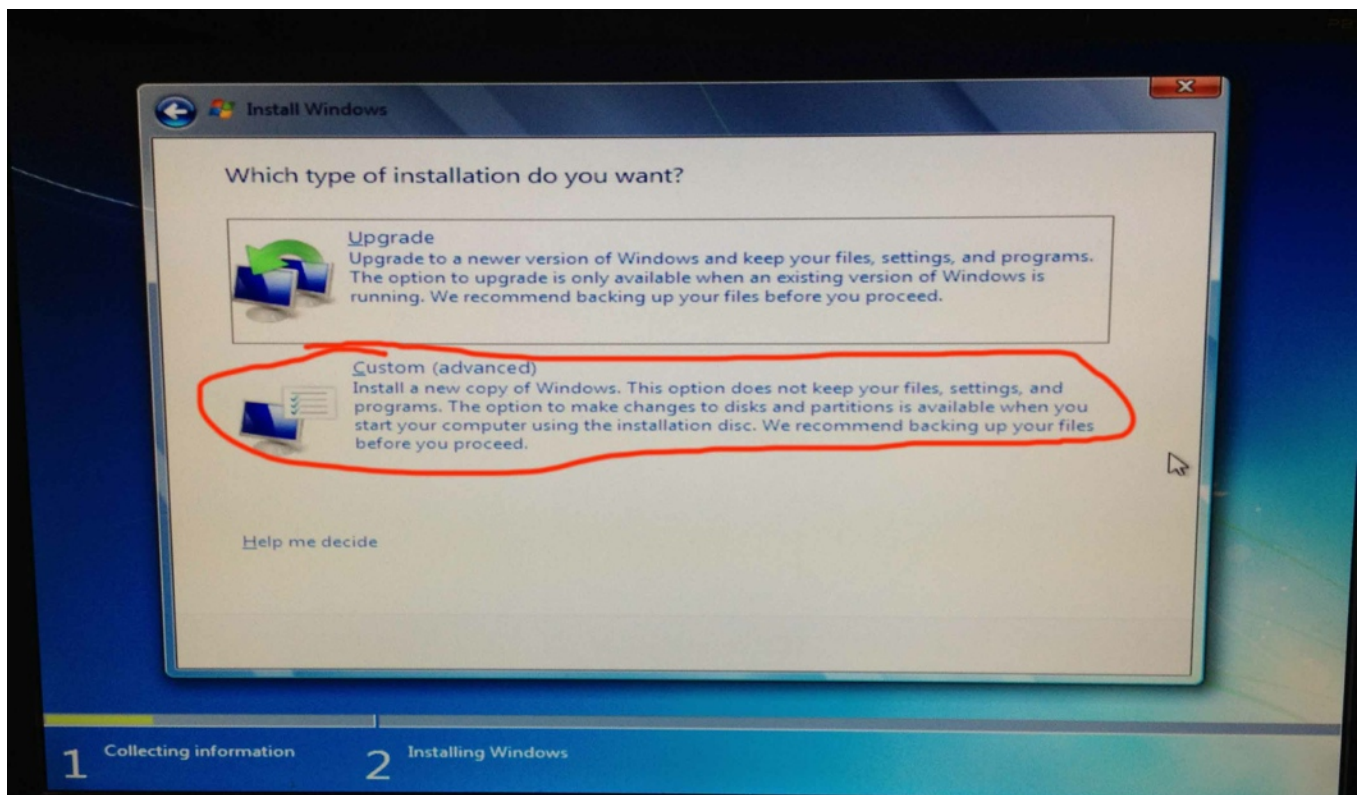 Install Windows
Which type of installation do you want?
Upgrade
Upgrade to a newer version of Windows and keep your files, settings, and programs.
The option to upgrade is only available when an existing version of Windows is
running. We recommend backing up your files before you proceed.
Custom (advanced)
Install a new copy of Windows. This option does not keep your files, settings, and
programs. The option to make changes to disks and partitions is available when you
start your computer using the installation disc. We recommend backing up your files
before you proceed.
Help me decide
1 Collecting information
2 Installing Windows